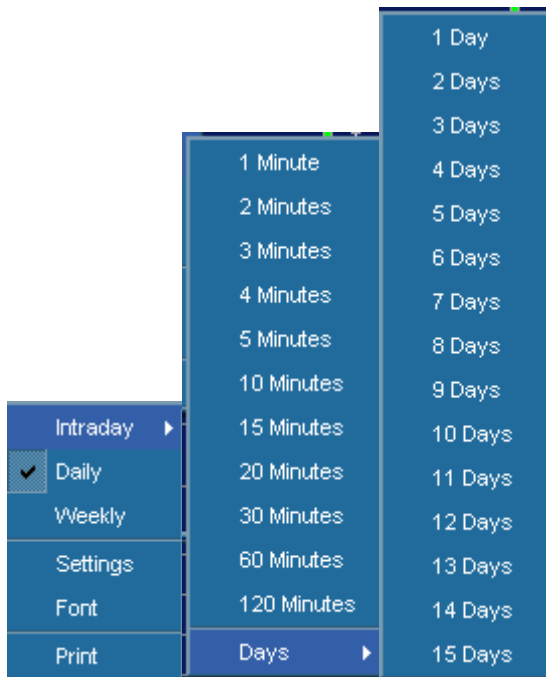 Intraday
Daily
Weekly
Settings
Font
Print
1 Minute
2 Minutes
3 Minutes
4 Minutes
5 Minutes
10 Minutes
15 Minutes
20 Minutes
30 Minutes
60 Minutes
120 Minutes
Days
1 Day
2 Days
3 Days
4 Days
5 Days
6 Days
7 Days
8 Days
9 Days
10 Days
11 Days
12 Days
13 Days
14 Days
15 Days